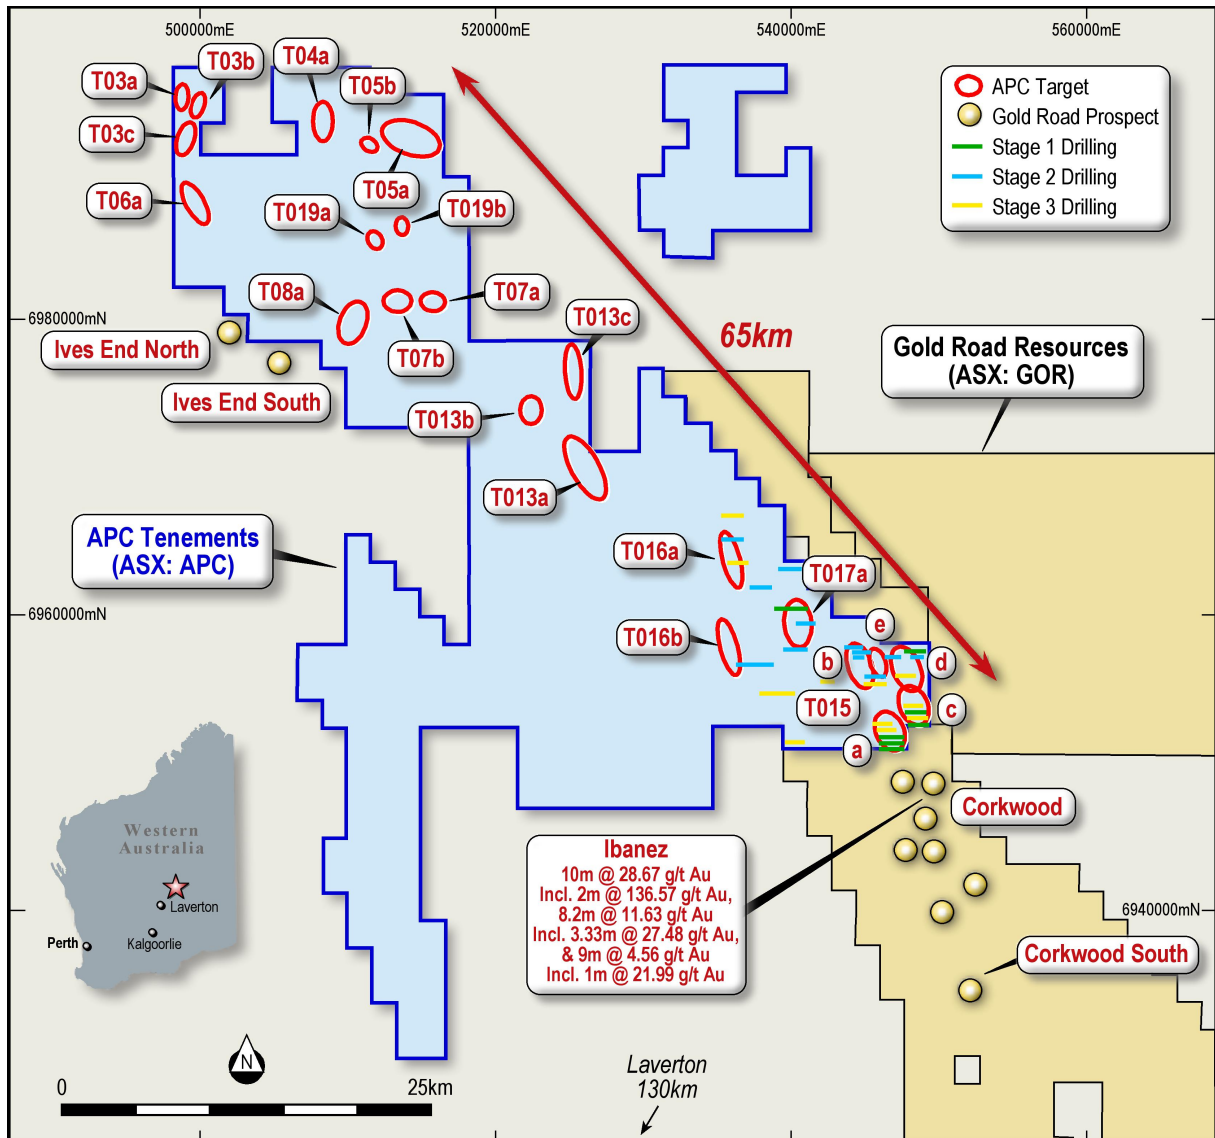 500000mE
520000mE
540000mE
560000mE
T03a
T03b
T04a
T05b
T03c
T05a
T06a
T019a
T019b
T08a
T07a
T07b
T013c
6980000mN
Ives End North
Ives End South
T013b
T013a
65km
APC Target
Gold Road Prospect
Stage 1 Drilling
Stage 2 Drilling
Stage 3 Drilling
Gold Road Resources
(ASX: GOR)
APC Tenements
(ASX: APC)
T016a
T017a
6960000mN
T016b
e
b
d
T015
c
a
Corkwood
Ibanez
10m @ 28.67 g/t Au
Incl. 2m @ 136.57 g/t Au,
8.2m @ 11.63 g/t Au
Incl. 3.33m @ 27.48 g/t Au,
& 9m @ 4.56 g/t Au
Incl. 1m @ 21.99 g/t Au
6940000mN
Corkwood South
Western
Australia
Laverton
Perth
Kalgoorlie
N
0
25km
Laverton
130km